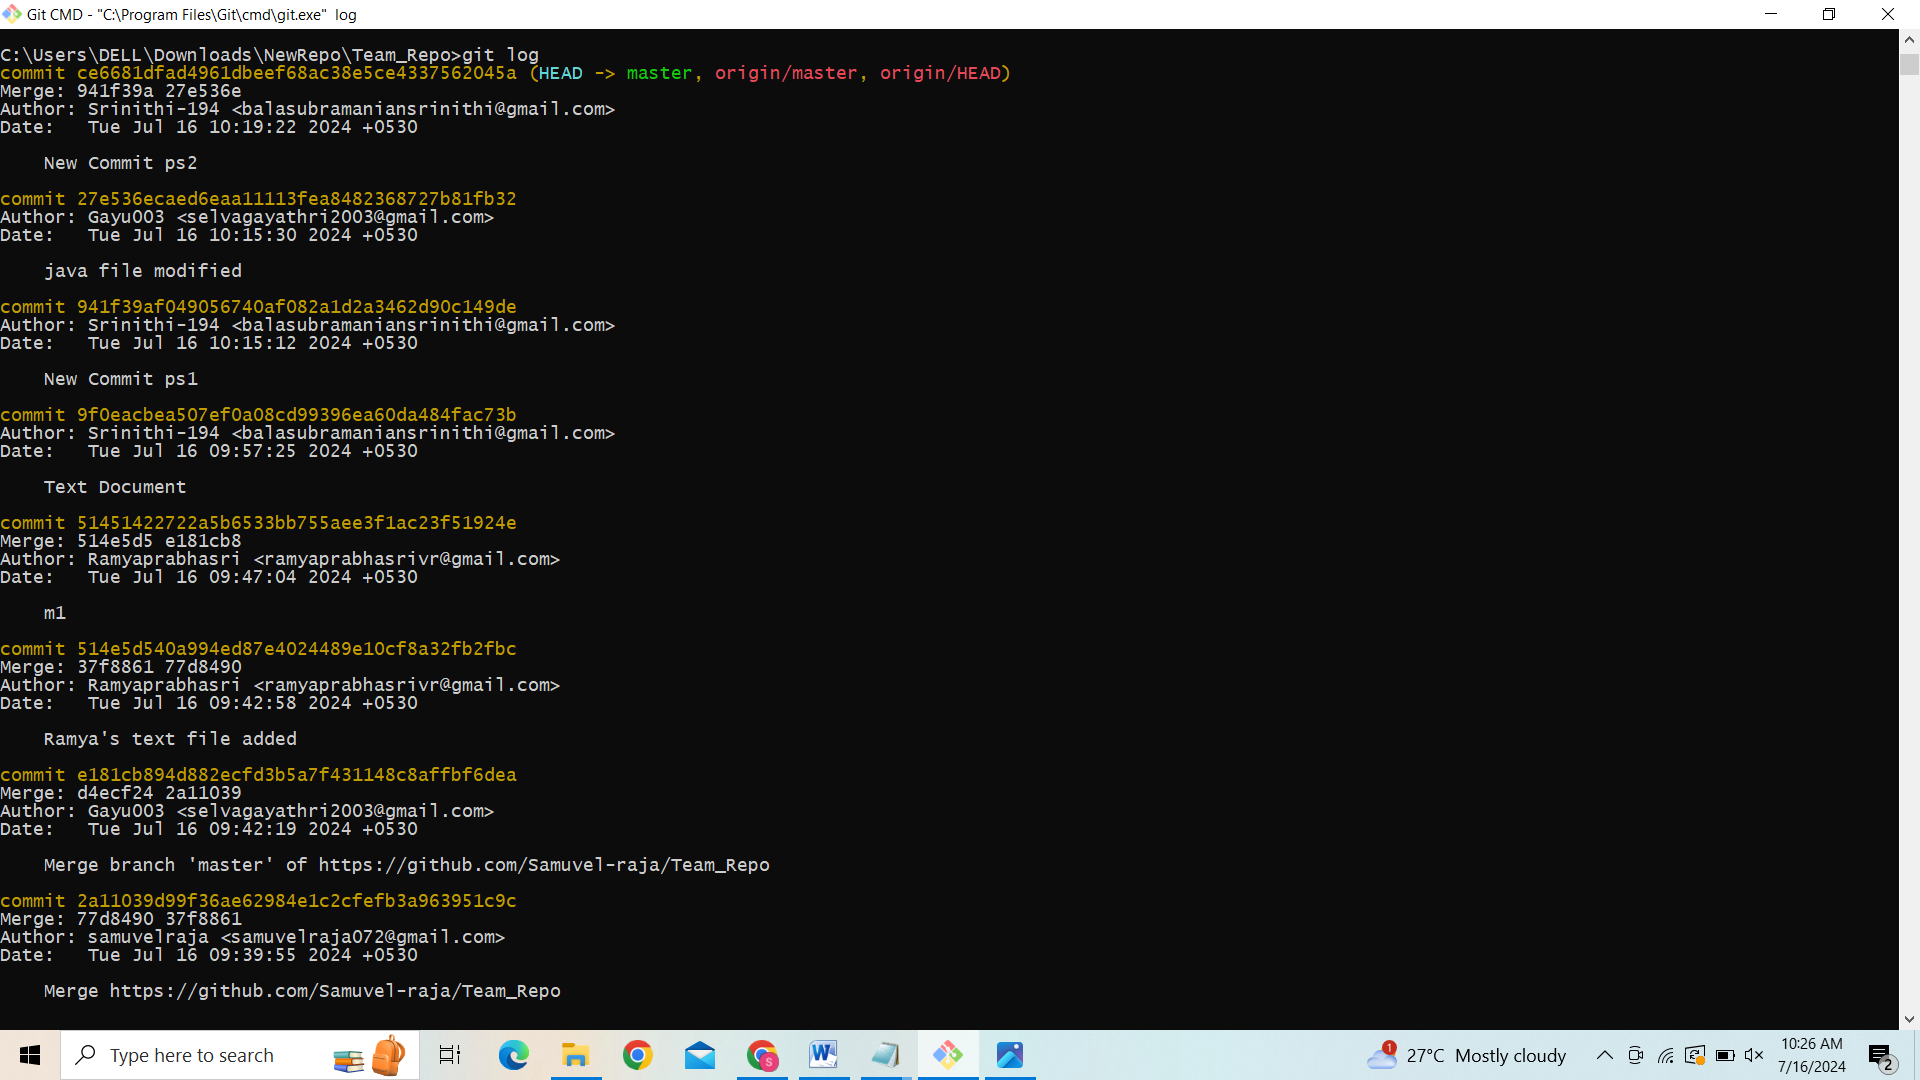 Git CMD - "C:\Program Files\Git\cmd\git.exe"  log
C:\Users\DELL\Downloads\NewRepo\Team_Repo>git log
commit ce6681dfad4961dbeef68ac38e5ce4337562045a (HEAD -> master, origin/master, origin/HEAD)
Merge: 941f39a 27e536e
Author: Srinithi-194 <balasubramaniansrinithi@gmail.com>
Date:   Tue Jul 16 10:19:22 2024 +0530
    New Commit ps2
commit 27e536ecaed6eaa11113fea8482368727b81fb32
Author: Gayu003 <selvagayathri2003@gmail.com>
Date:   Tue Jul 16 10:15:30 2024 +0530
    java file modified
commit 941f39af049056740af082a1d2a3462d90c149de
Author: Srinithi-194 <balasubramaniansrinithi@gmail.com>
Date:   Tue Jul 16 10:15:12 2024 +0530
    New Commit ps1
commit 9f0eacbea507ef0a08cd99396ea60da484fac73b
Author: Srinithi-194 <balasubramaniansrinithi@gmail.com>
Date:   Tue Jul 16 09:57:25 2024 +0530
    Text Document
commit 51451422722a5b6533bb755aee3f1ac23f51924e
Merge: 514e5d5 e181cb8
Author: Ramyaprabhasri <ramyaprabhasrivr@gmail.com>
Date:   Tue Jul 16 09:47:04 2024 +0530
    m1
commit 514e5d540a994ed87e4024489e10cf8a32fb2fbc
Merge: 37f8861 77d8490
Author: Ramyaprabhasri <ramyaprabhasrivr@gmail.com>
Date:   Tue Jul 16 09:42:58 2024 +0530
    Ramya's text file added
commit e181cb894d882ecfd3b5a7f431148c8affbf6dea
Merge: d4ecf24 2a11039
Author: Gayu003 <selvagayathri2003@gmail.com>
Date:   Tue Jul 16 09:42:19 2024 +0530
    Merge branch 'master' of https://github.com/Samuvel-raja/Team_Repo
commit 2a11039d99f36ae62984e1c2cfefb3a963951c9c
Merge: 77d8490 37f8861
Author: samuvelraja <samuvelraja072@gmail.com>
Date:   Tue Jul 16 09:39:55 2024 +0530
    Merge https://github.com/Samuvel-raja/Team_Repo
Type here to search
S
W
1
27°C  Mostly cloudy
10:26 AM
7/16/2024
2